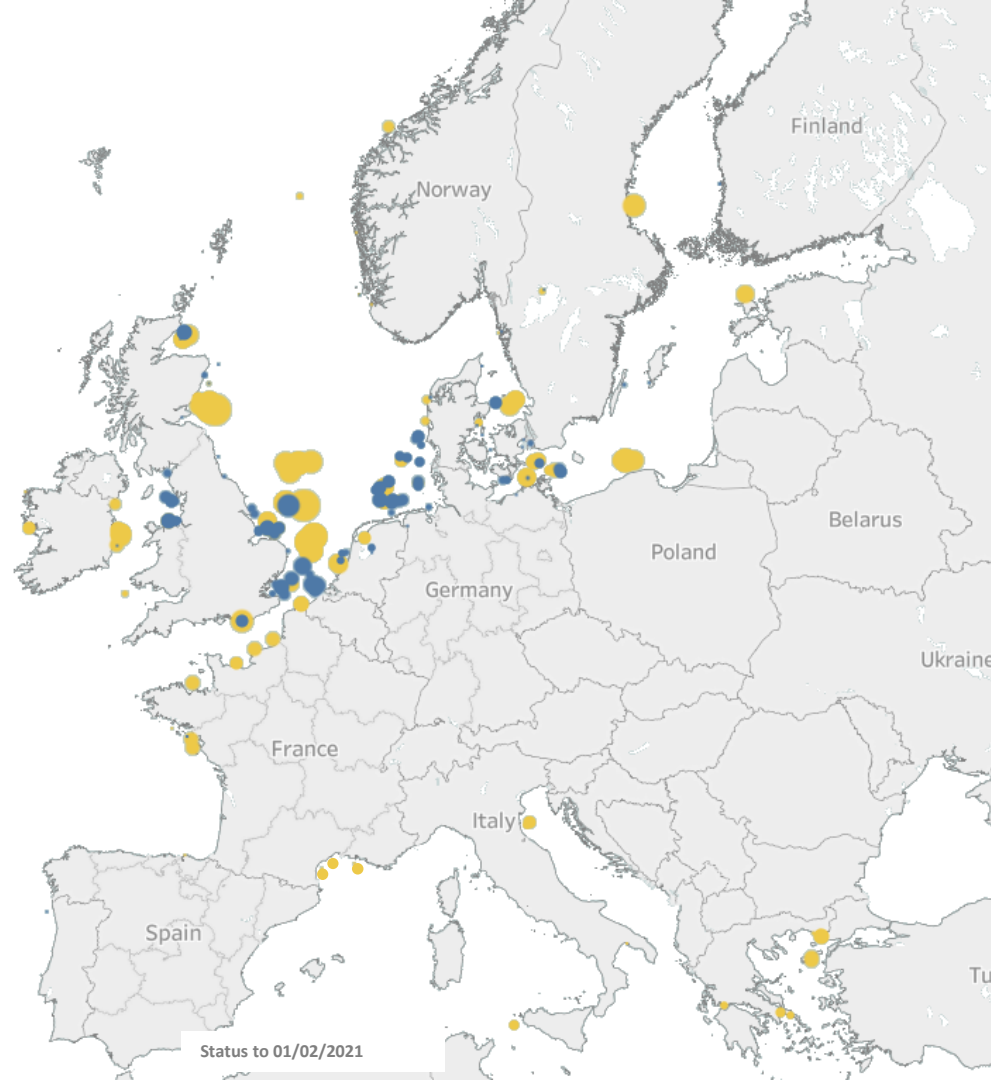 Finland
Norway
Belarus
Poland
Germany
Ukraine
France
Italy
Spain
Tu
Status to 01/02/2021